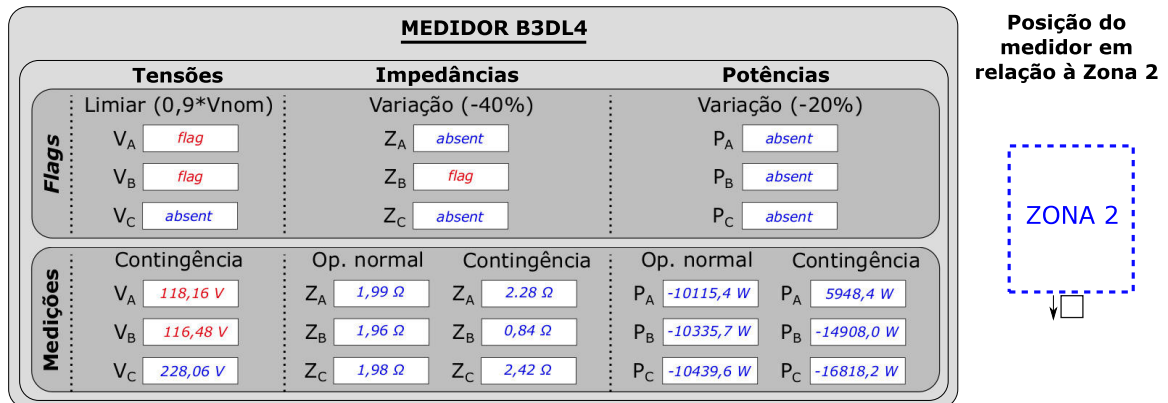 MEDIDOR B3DL4
Posição do
medidor em
relação à Zona 2
Tensões Impedâncias Potências
Flags
Limiar (0,9*Vnom) Variação (-40%) Variação (-20%)
VA flag ZA absent PA absent
VB flag ZB flag PB absent
VC absent ZC absent PC absent
ZONA 2
Medições
Contingência Op. normal Contingência Op. normal Contingência
VA 118,16 V ZA 1,99 Ω ZA 2.28 Ω PA -10115,4 W PA 5948,4 W
VB 116,48 V ZB 1,96 Ω ZB 0,84 Ω PB -10335,7 W PB -14908,0 W
VC 228,06 V ZC 1,98 Ω ZC 2,42 Ω PC -10439,6 W PC -16818,2 W